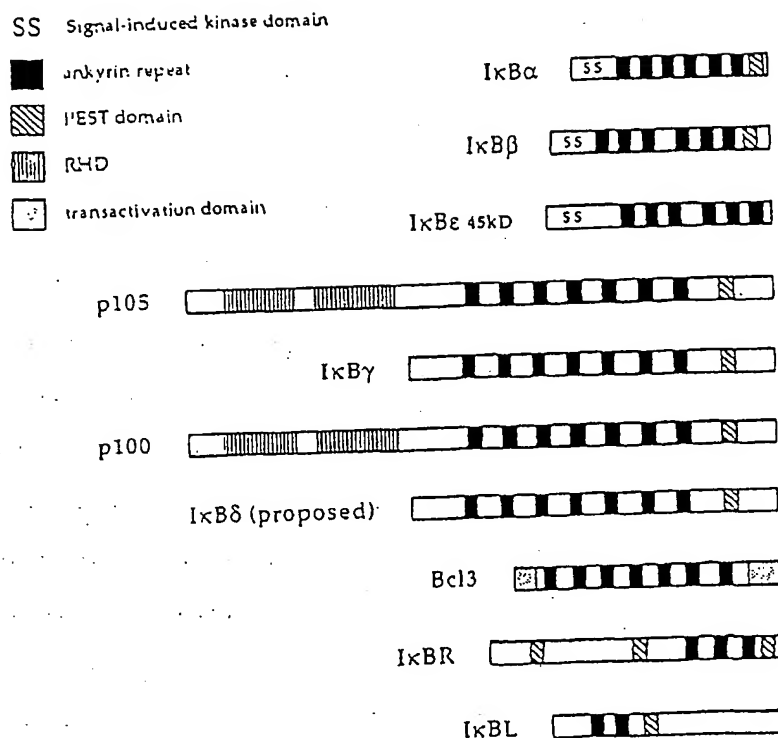 SS Signal-induced kinase domain
ankyrin repeat
PEST domain
RHD
transactivation domain
IκBα
SS
IκBβ
SS
IκBε 45kD
SS
p105
IκBγ
p100
IκBδ (proposed)
Bcl3
IκBR
IκBL